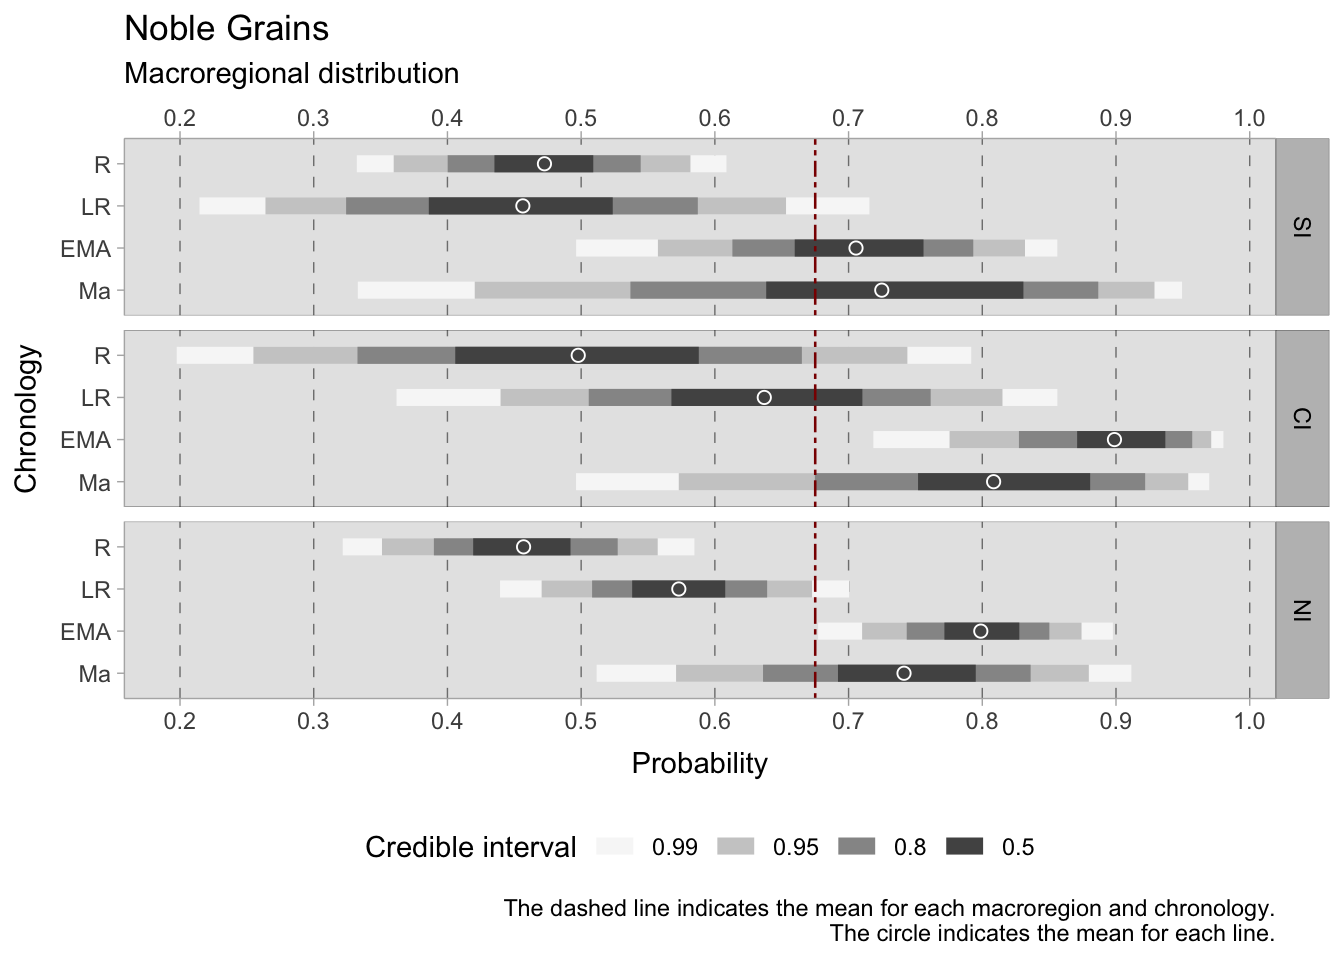 Noble Grains
Macroregional distribution
0.2 0.3 0.4 0.5 0.6 0.7 0.8 0.9 1.0
Chronology
R
LR
EMA
Ma
SI
R
LR
EMA
Ma
CI
R
LR
EMA
Ma
NI
0.2 0.3 0.4 0.5 0.6 0.7 0.8 0.9 1.0
Probability
Credible interval 0.99 0.95 0.8 0.5
The dashed line indicates the mean for each macroregion and chronology.
The circle indicates the mean for each line.